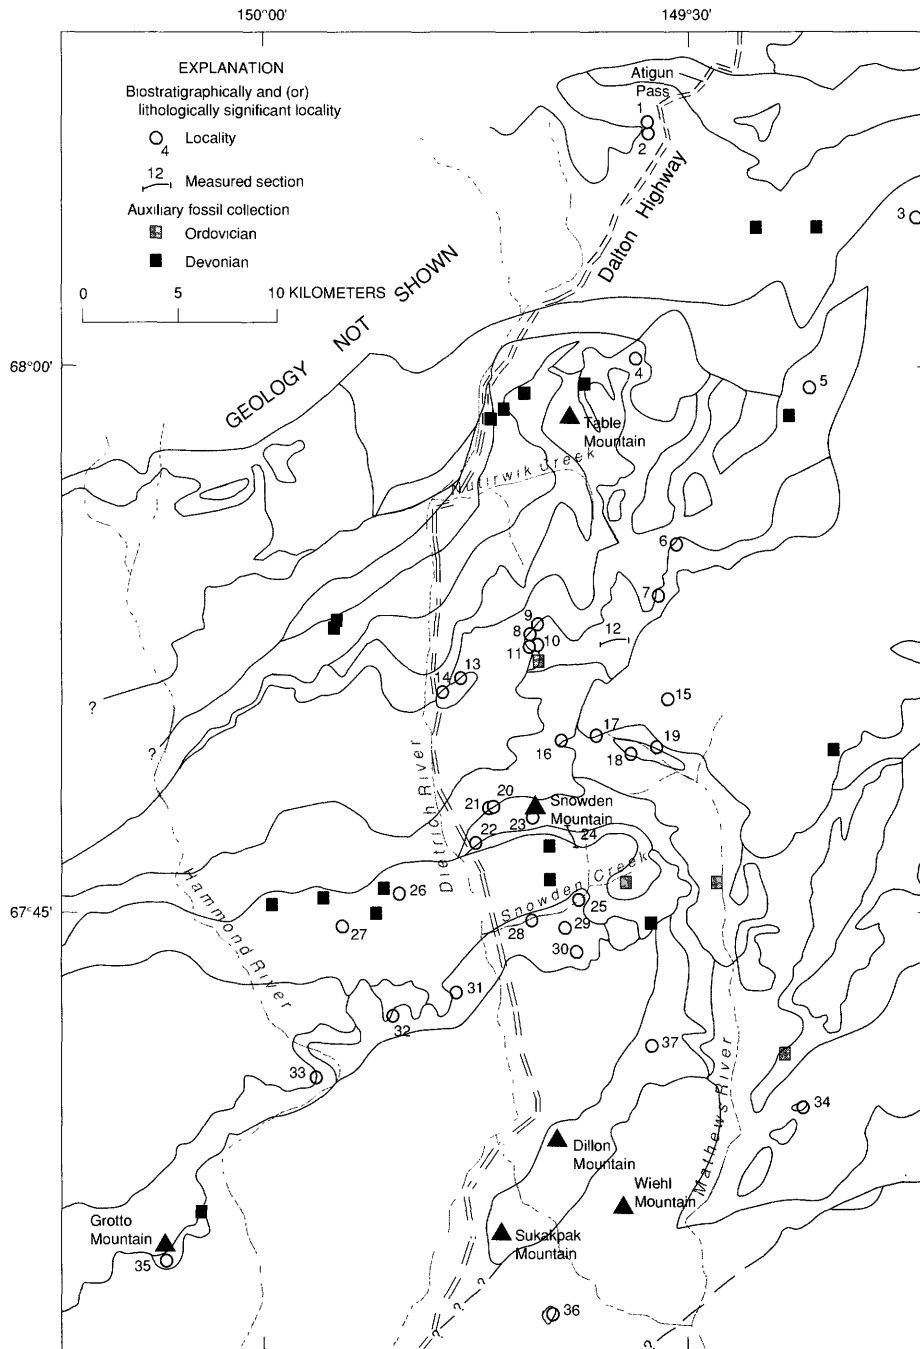 150°00'
149°30'
EXPLANATION
Biostratigraphically and (or)
lithologically significant locality
4
Locality
12
Measured section
Auxiliary fossil collection
Ordovician
Devonian
0
5
10 KILOMETERS
GEOLOGY NOT SHOWN
Atigun
Pass
1
2
Dalton Highway
3
68°00'
4
5
Table
Mountain
Nutirwik Creek
6
7
9
8
10
11
12
13
14
?
?
15
16
17
18
19
Dietrich River
20
21
22
Snowden
Mountain
23
24
Snowden Creek
25
26
67°45'
27
28
29
30
Hammond River
31
32
33
37
Mathews River
34
Dillon
Mountain
Wiehl
Mountain
Grotto
Mountain
35
Sukakpak
Mountain
?
?
?
36
?